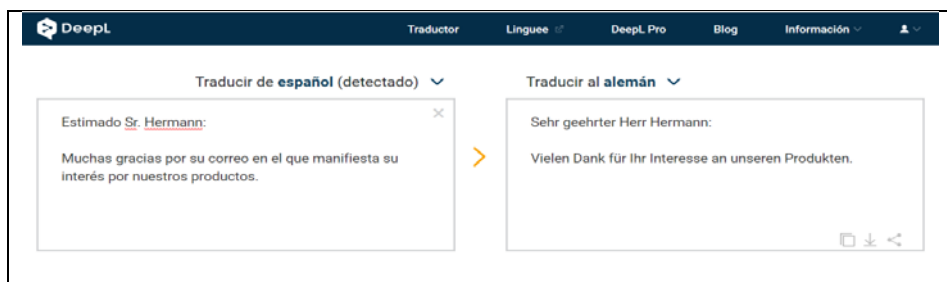 DeepL Traductor Linguee DeepL Pro Blog Información
Traducir de español (detectado)
Estimado Sr. Hermann:
Muchas gracias por su correo en el que manifiesta su
interés por nuestros productos.
Traducir al alemán
Sehr geehrter Herr Hermann:
Vielen Dank für Ihr Interesse an unseren Produkten.